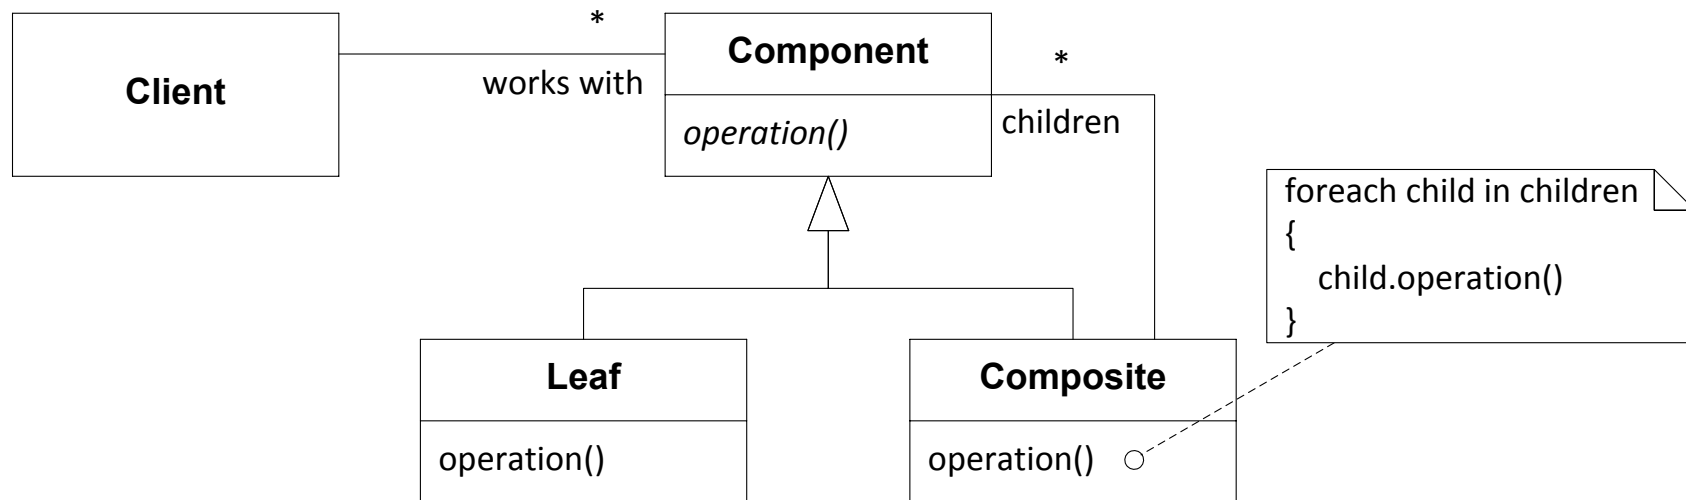 Client
*
works with
Component
operation()
*
children
foreach child in children
{
child.operation()
}
Leaf
operation()
Composite
operation()